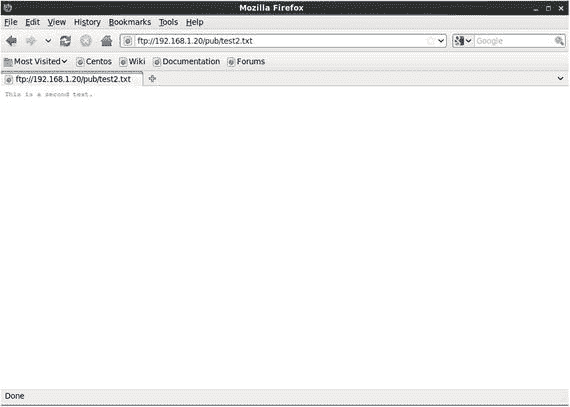 Mozilla Firefox
File Edit View History Bookmarks Tools Help
ftp://192.168.1.20/pub/test2.txt Google
Most Visited Centos Wiki Documentation Forums
ftp://192.168.1.20/pub/test2.txt
This is a second text.
Done